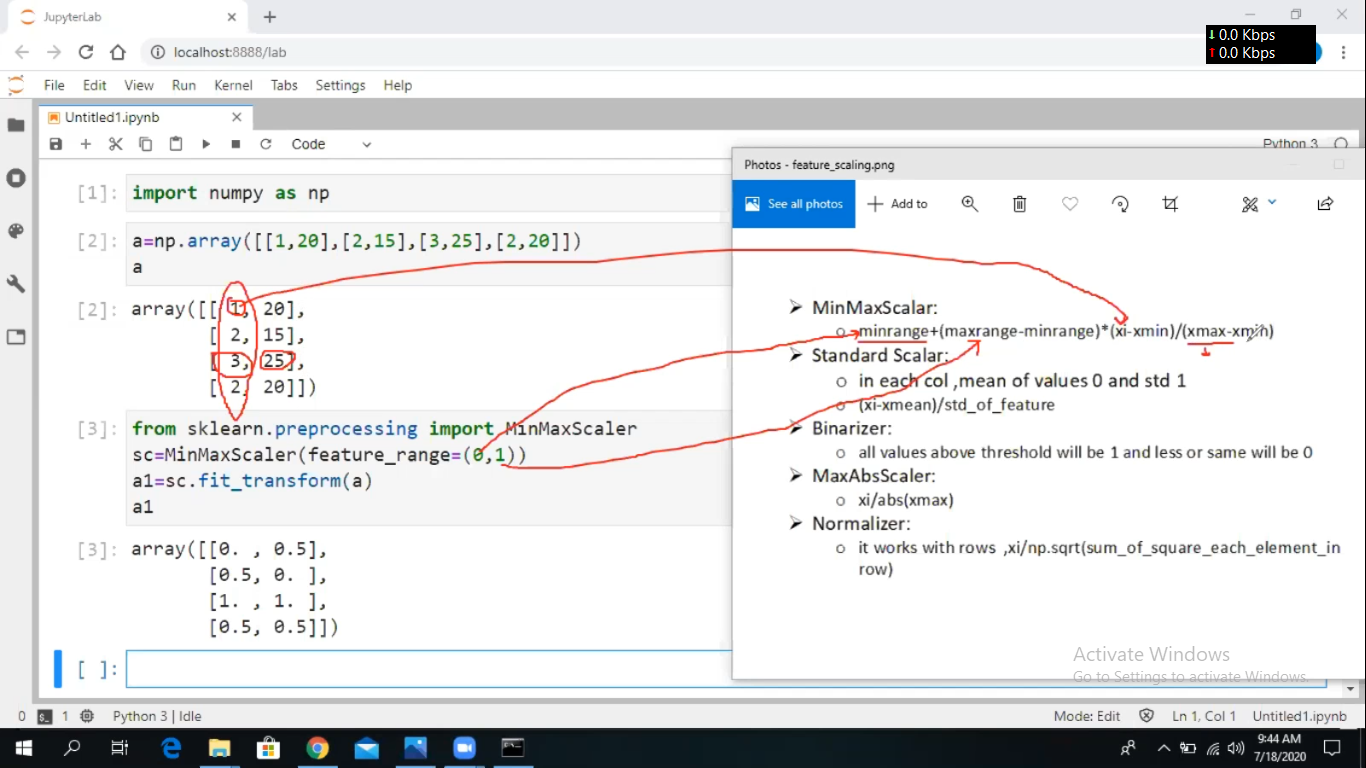 JupyterLab
localhost:8888/lab
↓ 0.0 Kbps
↑ 0.0 Kbps
File Edit View Run Kernel Tabs Settings Help
Untitled1.ipynb
Code
Python 3
[1]: import numpy as np
[2]: a=np.array([[1,20],[2,15],[3,25],[2,20]])
a
[2]: array([[ 1, 20],
[ 2, 15],
[ 3, 25],
[ 2, 20]])
[3]: from sklearn.preprocessing import MinMaxScaler
sc=MinMaxScaler(feature_range=(0,1))
a1=sc.fit_transform(a)
a1
[3]: array([[0. , 0.5],
[0.5, 0. ],
[1. , 1. ],
[0.5, 0.5]])
[ ]:
Photos - feature_scaling.png
See all photos
Add to
MinMaxScalar:
minrange+(maxrange-minrange)*(xi-xmin)/(xmax-xmin)
Standard Scalar:
in each col ,mean of values 0 and std 1
(xi-xmean)/std_of_feature
Binarizer:
all values above threshold will be 1 and less or same will be 0
MaxAbsScaler:
xi/abs(xmax)
Normalizer:
it works with rows ,xi/np.sqrt(sum_of_square_each_element_in
row)
Activate Windows
Go to Settings to activate Windows.
0 1 Python 3 | Idle
Mode: Edit Ln 1, Col 1 Untitled1.ipynb
9:44 AM
7/18/2020